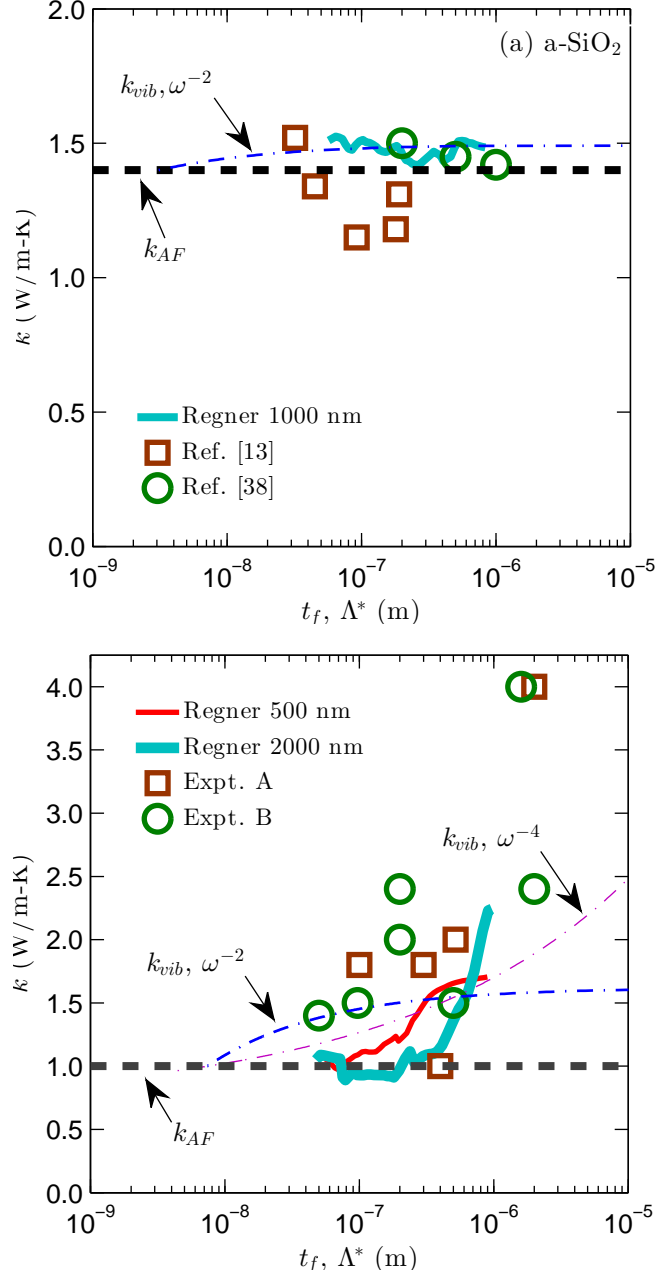 2.0
(a) a-SiO₂
k_vib, ω⁻²
1.5
k_AF
1.0
κ (W/m-K)
0.5
Regner 1000 nm
Ref. [13]
Ref. [38]
0.0
10⁻⁹ 10⁻⁸ 10⁻⁷ 10⁻⁶ 10⁻⁵
t_f, Λ* (m)
4.0
Regner 500 nm
Regner 2000 nm
3.5
Expt. A
Expt. B
3.0
k_vib, ω⁻⁴
2.5
κ (W/m-K)
2.0
k_vib, ω⁻²
1.5
1.0
k_AF
0.5
0.0
10⁻⁹ 10⁻⁸ 10⁻⁷ 10⁻⁶ 10⁻⁵
t_f, Λ* (m)